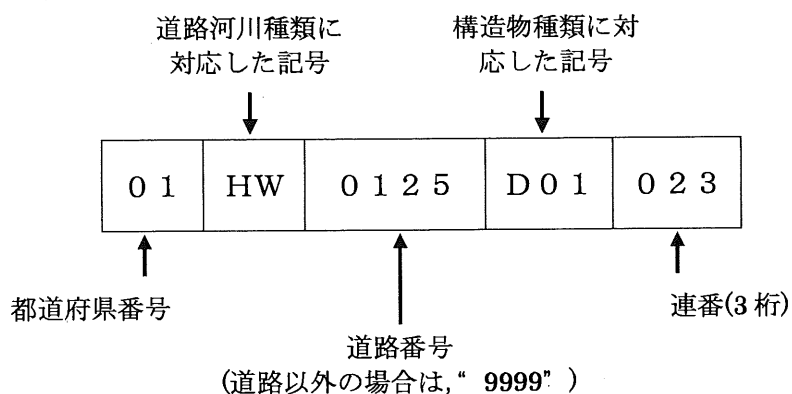 道路河川種類に
対応した記号
構造物種類に対
応した記号
01 HW 0125 D01 023
都道府県番号
道路番号
(道路以外の場合は,“ 9999” )
連番(3 桁)